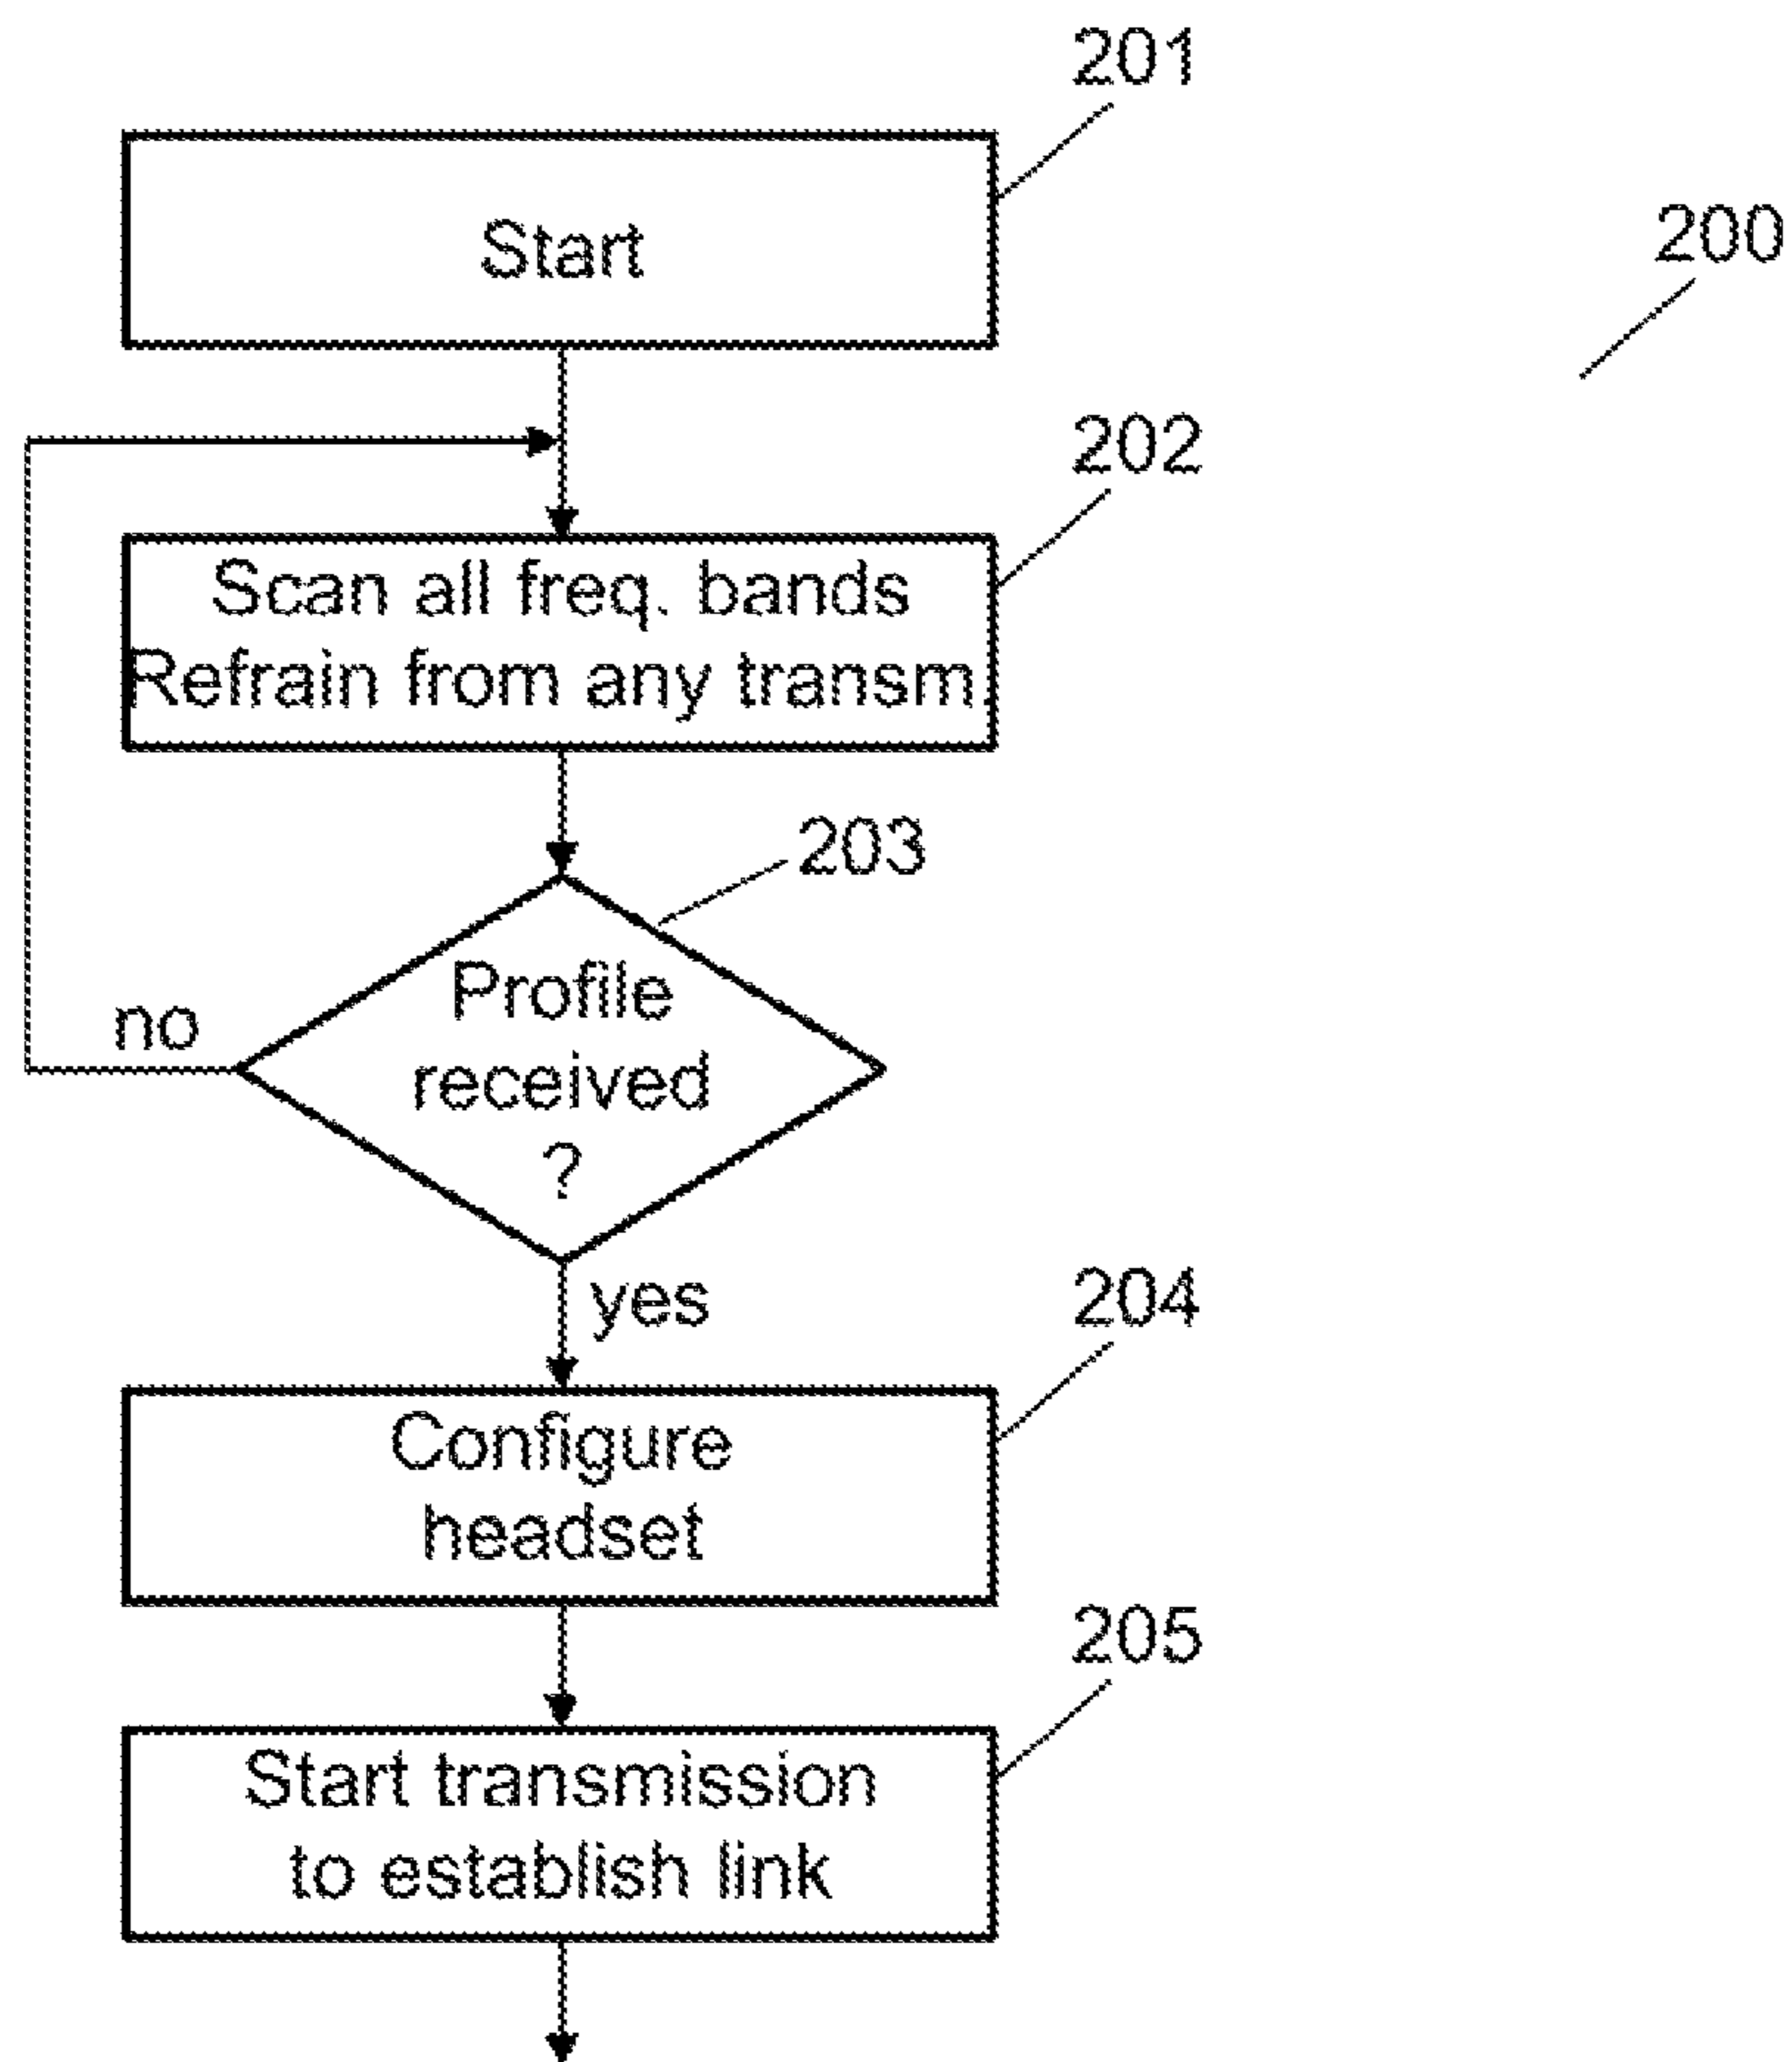 201
Start
200
202
Scan all freq. bands
Refrain from any transm.
203
Profile
received
?
no
yes
204
Configure
headset
205
Start transmission
to establish link